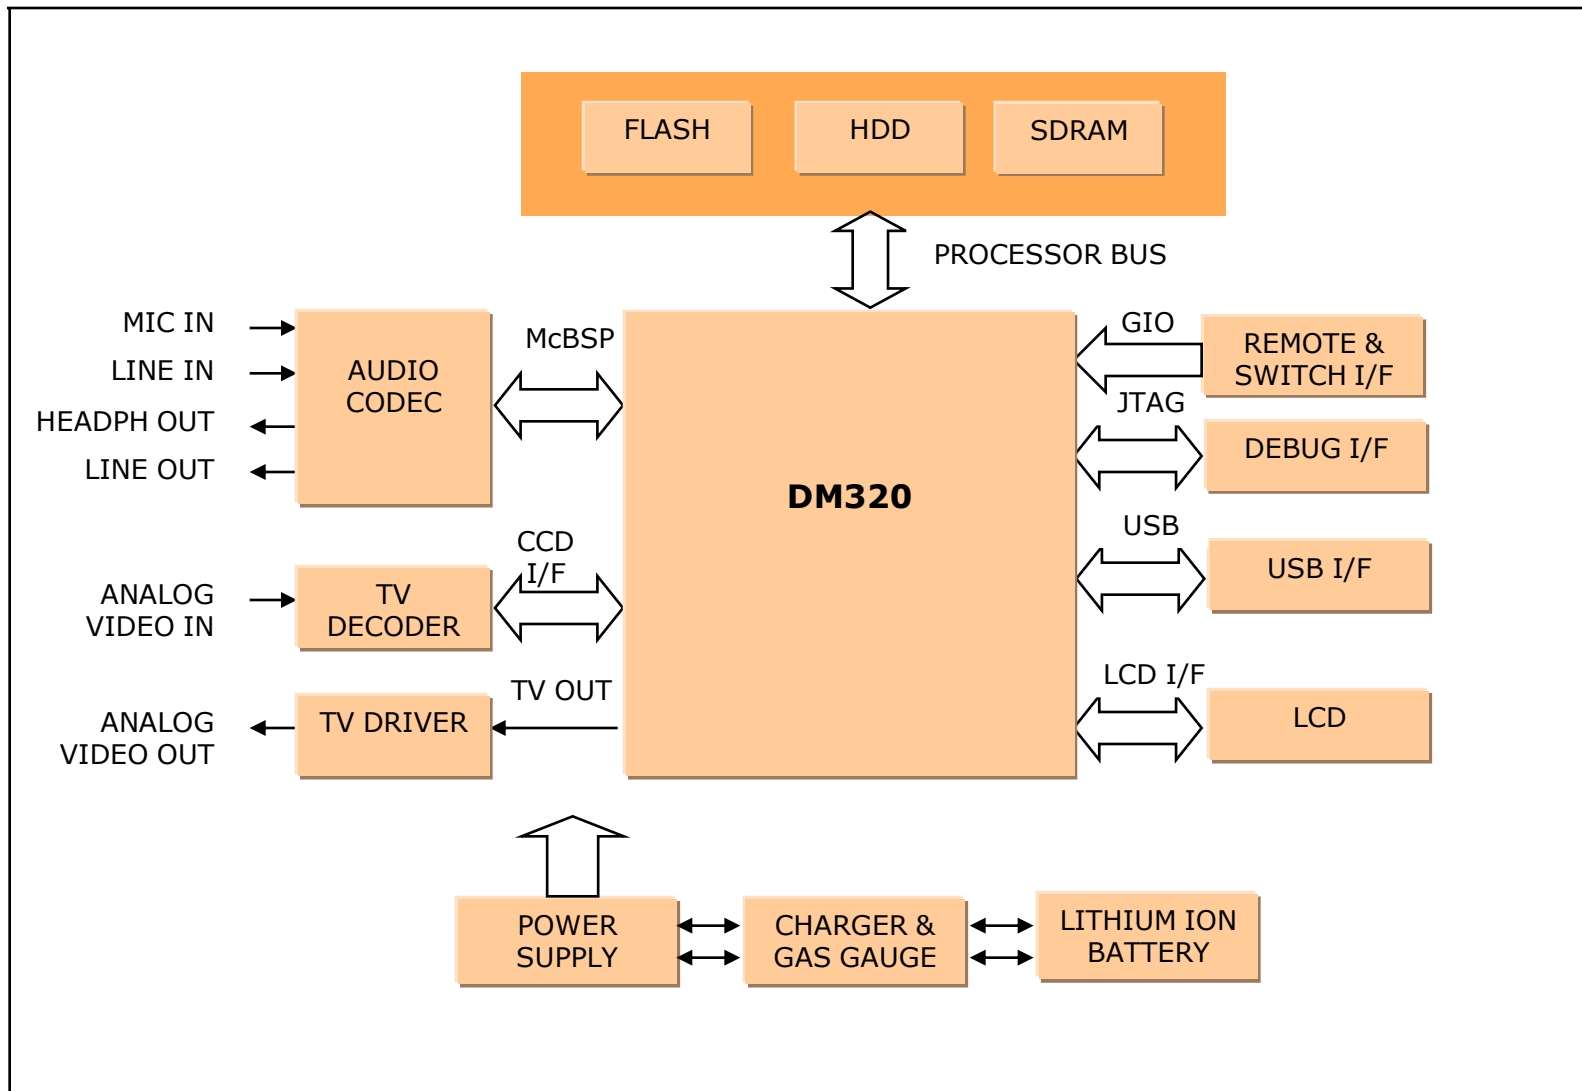 FLASH
HDD
SDRAM
PROCESSOR BUS
MIC IN
LINE IN
HEADPH OUT
LINE OUT
AUDIO
CODEC
McBSP
GIO
REMOTE &
SWITCH I/F
JTAG
DEBUG I/F
DM320
USB
USB I/F
CCD
I/F
ANALOG
VIDEO IN
TV
DECODER
LCD I/F
LCD
TV OUT
ANALOG
VIDEO OUT
TV DRIVER
POWER
SUPPLY
CHARGER &
GAS GAUGE
LITHIUM ION
BATTERY